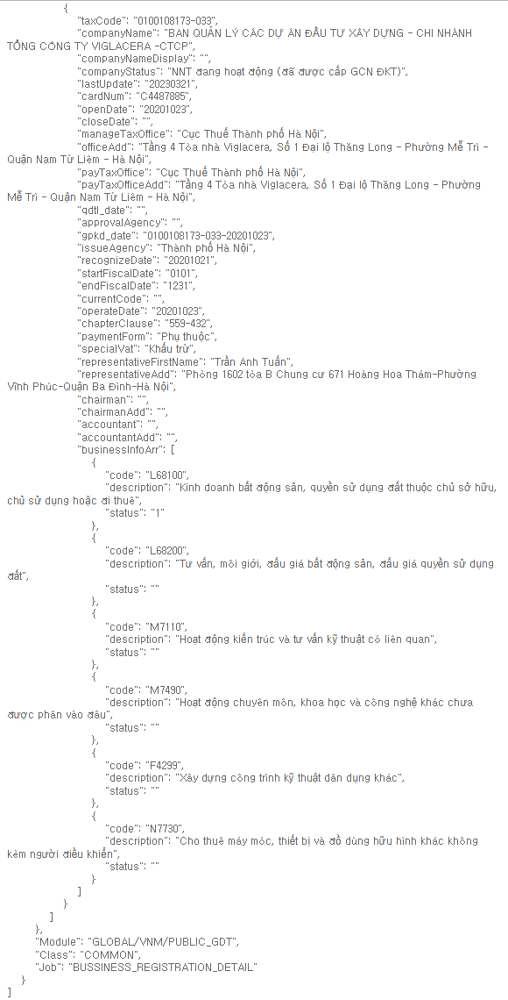 {
"taxCode": "0100108173-033",
"companyName": "BAN QUẢN LÝ CÁC DỰ ÁN ĐẦU TƯ XÂY DỰNG - CHI NHÁNH
TỔNG CÔNG TY VIGLACERA -CTCP",
"companyNameDisplay": "",
"companyStatus": "NNT đang hoạt động (đã được cấp GCN ĐKT)",
"lastUpdate": "20230321",
"cardNum": "C4487885",
"openDate": "20201023",
"closeDate": "",
"manageTaxOffice": "Cục Thuế Thành phố Hà Nội",
"officeAdd": "Tầng 4 Tòa nhà Viglacera, Số 1 Đại lộ Thăng Long - Phường Mễ Trì -
Quận Nam Từ Liêm - Hà Nội",
"payTaxOffice": "Cục Thuế Thành phố Hà Nội",
"payTaxOfficeAdd": "Tầng 4 Tòa nhà Viglacera, Số 1 Đại lộ Thăng Long - Phường
Mễ Trì - Quận Nam Từ Liêm - Hà Nội",
"qdtl_date": "",
"approvalAgency": "",
"gpkd_date": "0100108173-033-20201023",
"issueAgency": "Thành phố Hà Nội",
"recognizeDate": "20201021",
"startFiscalDate": "0101",
"endFiscalDate": "1231",
"currentCode": "",
"operateDate": "20201023",
"chapterClause": "559-432",
"paymentForm": "Phụ thuộc",
"specialVat": "Khấu trừ",
"representativeFirstName": "Trần Anh Tuấn",
"representativeAdd": "Phòng 1602 tòa B Chung cư 671 Hoàng Hoa Thám-Phường
Vĩnh Phúc-Quận Ba Đình-Hà Nội",
"chairman": "",
"chairmanAdd": "",
"accountant": "",
"accountantAdd": "",
"businessInfoArr": [
{
"code": "L68100",
"description": "Kinh doanh bất động sản, quyền sử dụng đất thuộc chủ sở hữu,
chủ sử dụng hoặc đi thuê",
"status": "1"
},
{
"code": "L68200",
"description": "Tư vấn, môi giới, đấu giá bất động sản, đấu giá quyền sử dụng
đất",
"status": ""
},
{
"code": "M7110",
"description": "Hoạt động kiến trúc và tư vấn kỹ thuật có liên quan",
"status": ""
},
{
"code": "M7490",
"description": "Hoạt động chuyên môn, khoa học và công nghệ khác chưa
được phân vào đâu",
"status": ""
},
{
"code": "F4299",
"description": "Xây dựng công trình kỹ thuật dân dụng khác",
"status": ""
},
{
"code": "N7730",
"description": "Cho thuê máy móc, thiết bị và đồ dùng hữu hình khác không
kèm người điều khiển",
"status": ""
}
]
}
]
},
"Module": "GLOBAL/VNM/PUBLIC_GDT",
"Class": "COMMON",
"Job": "BUSSINESS_REGISTRATION_DETAIL"
}
]